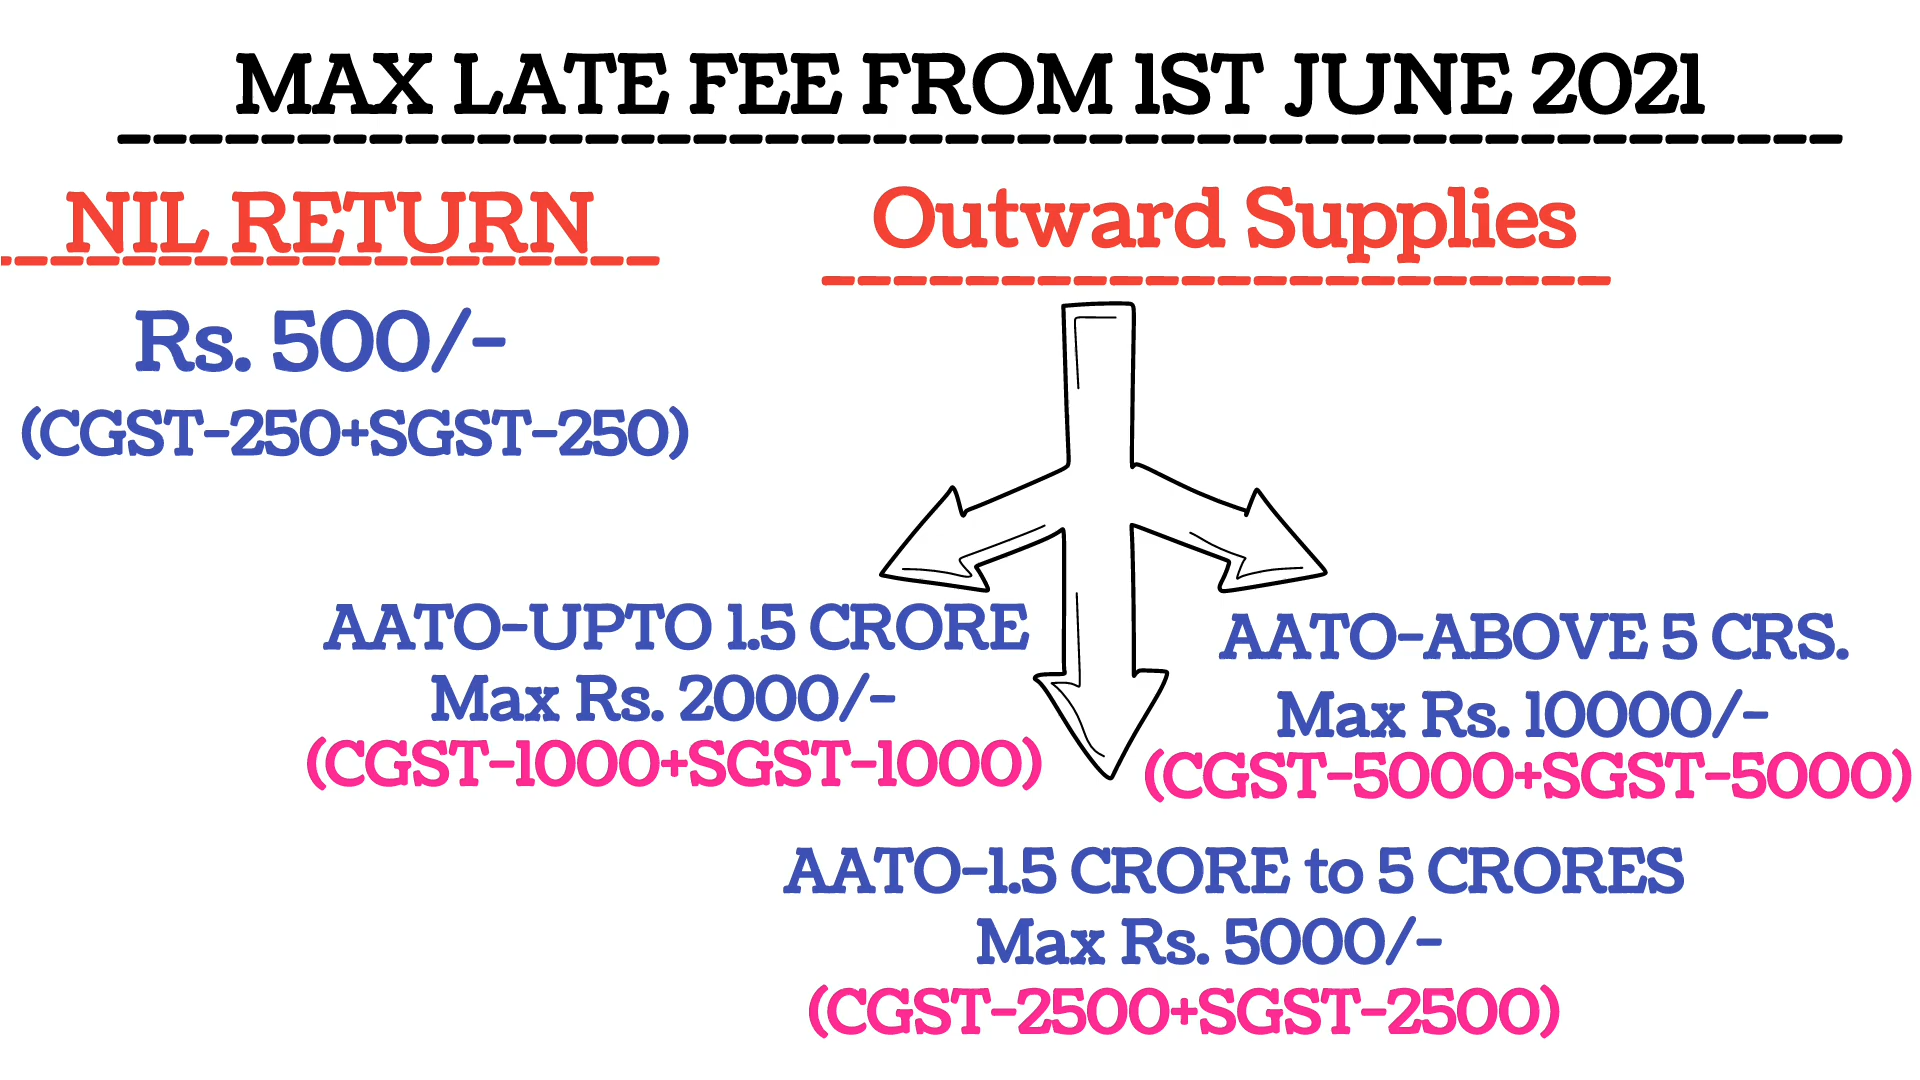 MAX LATE FEE FROM 1ST JUNE 2021
NIL RETURN
Rs. 500/-
(CGST-250+SGST-250)
Outward Supplies
AATO-UPTO 1.5 CRORE
Max Rs. 2000/-
(CGST-1000+SGST-1000)
AATO-ABOVE 5 CRS.
Max Rs. 10000/-
(CGST-5000+SGST-5000)
AATO-1.5 CRORE to 5 CRORES
Max Rs. 5000/-
(CGST-2500+SGST-2500)